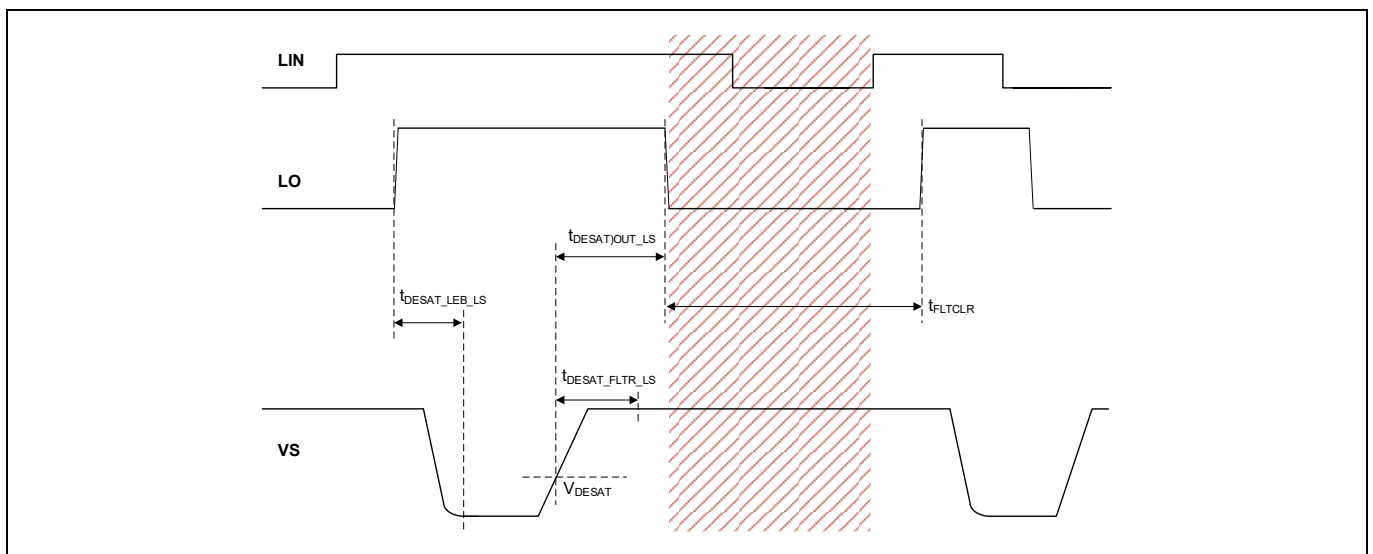 LIN
LO
tDESAT)OUT_LS
tDESAT_LEB_LS
tFLTCLR
tDESAT_FLTR_LS
VS
VDESAT